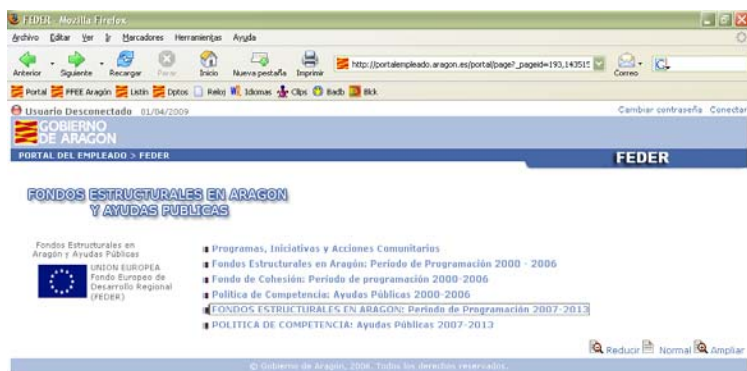 FEDER - Mozilla Firefox
Archivo Editar Ver Ir Marcadores Herramientas Ayuda
Anterior Siguiente Recargar Parar Inicio Nueva pestaña Imprimir http://portalempleado.aragon.es/portal/page?_pageid=193,143515 Correo
Portal FFEE Aragón Listín Dptos Reloj Idiomas Clips Badb Blck
Usuario Desconectado 01/04/2009 Cambiar contraseña Conectar
GOBIERNO
DE ARAGON
PORTAL DEL EMPLEADO > FEDER FEDER
FONDOS ESTRUCTURALES EN ARAGON
Y AYUDAS PUBLICAS
Fondos Estructurales en
Aragón y Ayudas Públicas
UNIÓN EUROPEA
Fondo Europeo de
Desarrollo Regional
(FEDER)
Programas, Iniciativas y Acciones Comunitarias
Fondos Estructurales en Aragón: Periodo de Programación 2000 - 2006
Fondo de Cohesión: Periodo de programación 2000-2006
Política de Competencia: Ayudas Públicas 2000-2006
FONDOS ESTRUCTURALES EN ARAGON: Periodo de Programación 2007-2013
POLITICA DE COMPETENCIA: Ayudas Públicas 2007-2013
Reducir Normal Ampliar
© Gobierno de Aragón, 2006. Todos los derechos reservados.